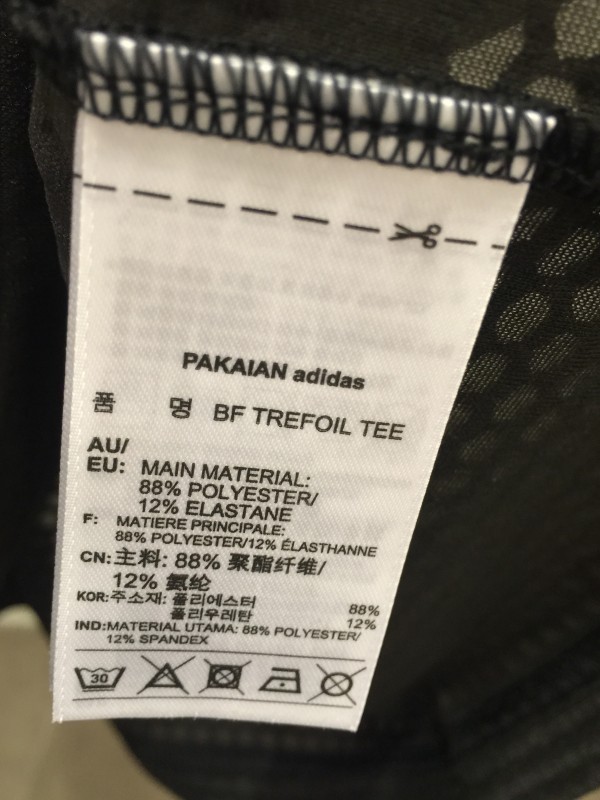 PAKAIAN adidas
품 명 BF TREFOIL TEE
AU/
EU: MAIN MATERIAL:
88% POLYESTER/
12% ELASTANE
F: MATIERE PRINCIPALE:
88% POLYESTER/12% ÉLASTHANNE
CN: 主料: 88% 聚酯纤维/
12% 氨纶
KOR: 주소재: 폴리에스터 88%
폴리우레탄 12%
IND: MATERIAL UTAMA: 88% POLYESTER/
12% SPANDEX
30